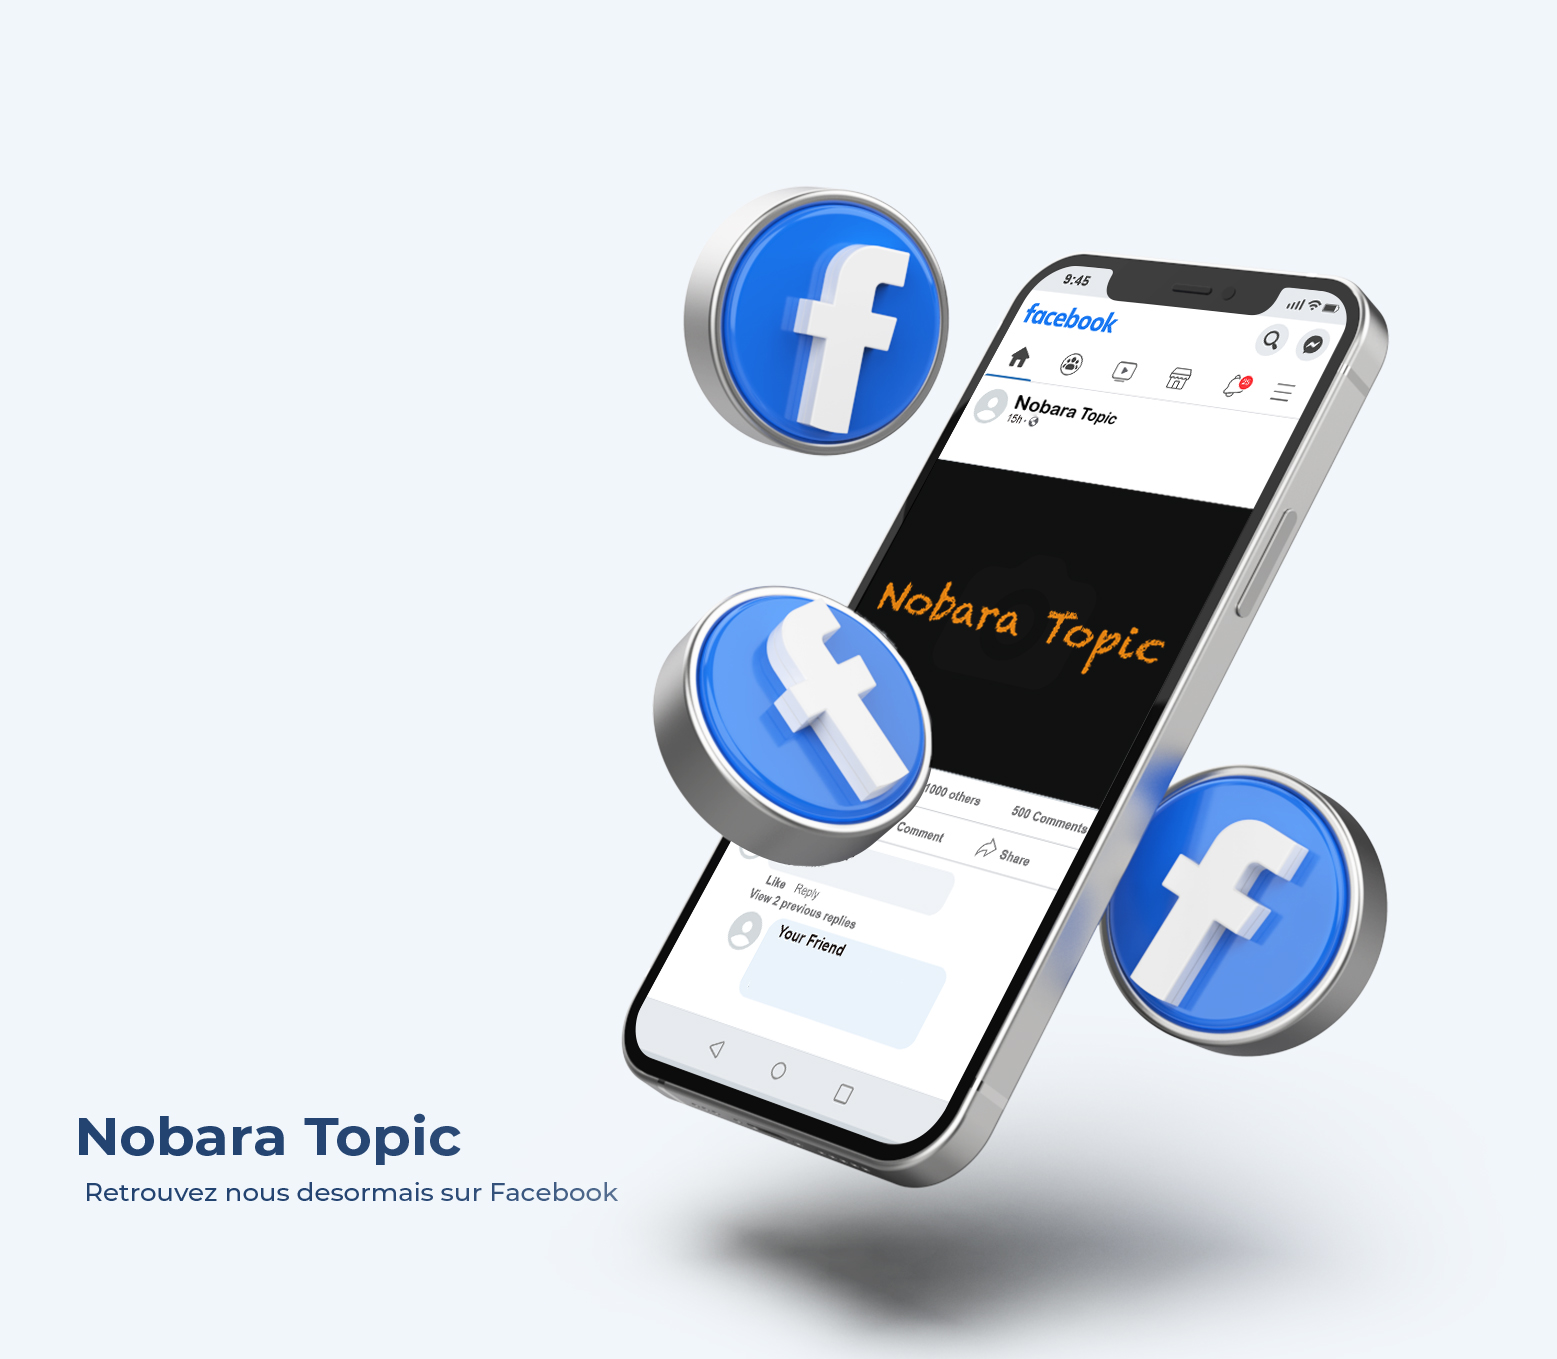 9:45
facebook
25
Nobara Topic
15h ·
Nobara Topic
1000 others
500 Comments
Comment
Share
Like Reply
View 2 previous replies
Your Friend
Nobara Topic
Retrouvez nous desormais sur Facebook